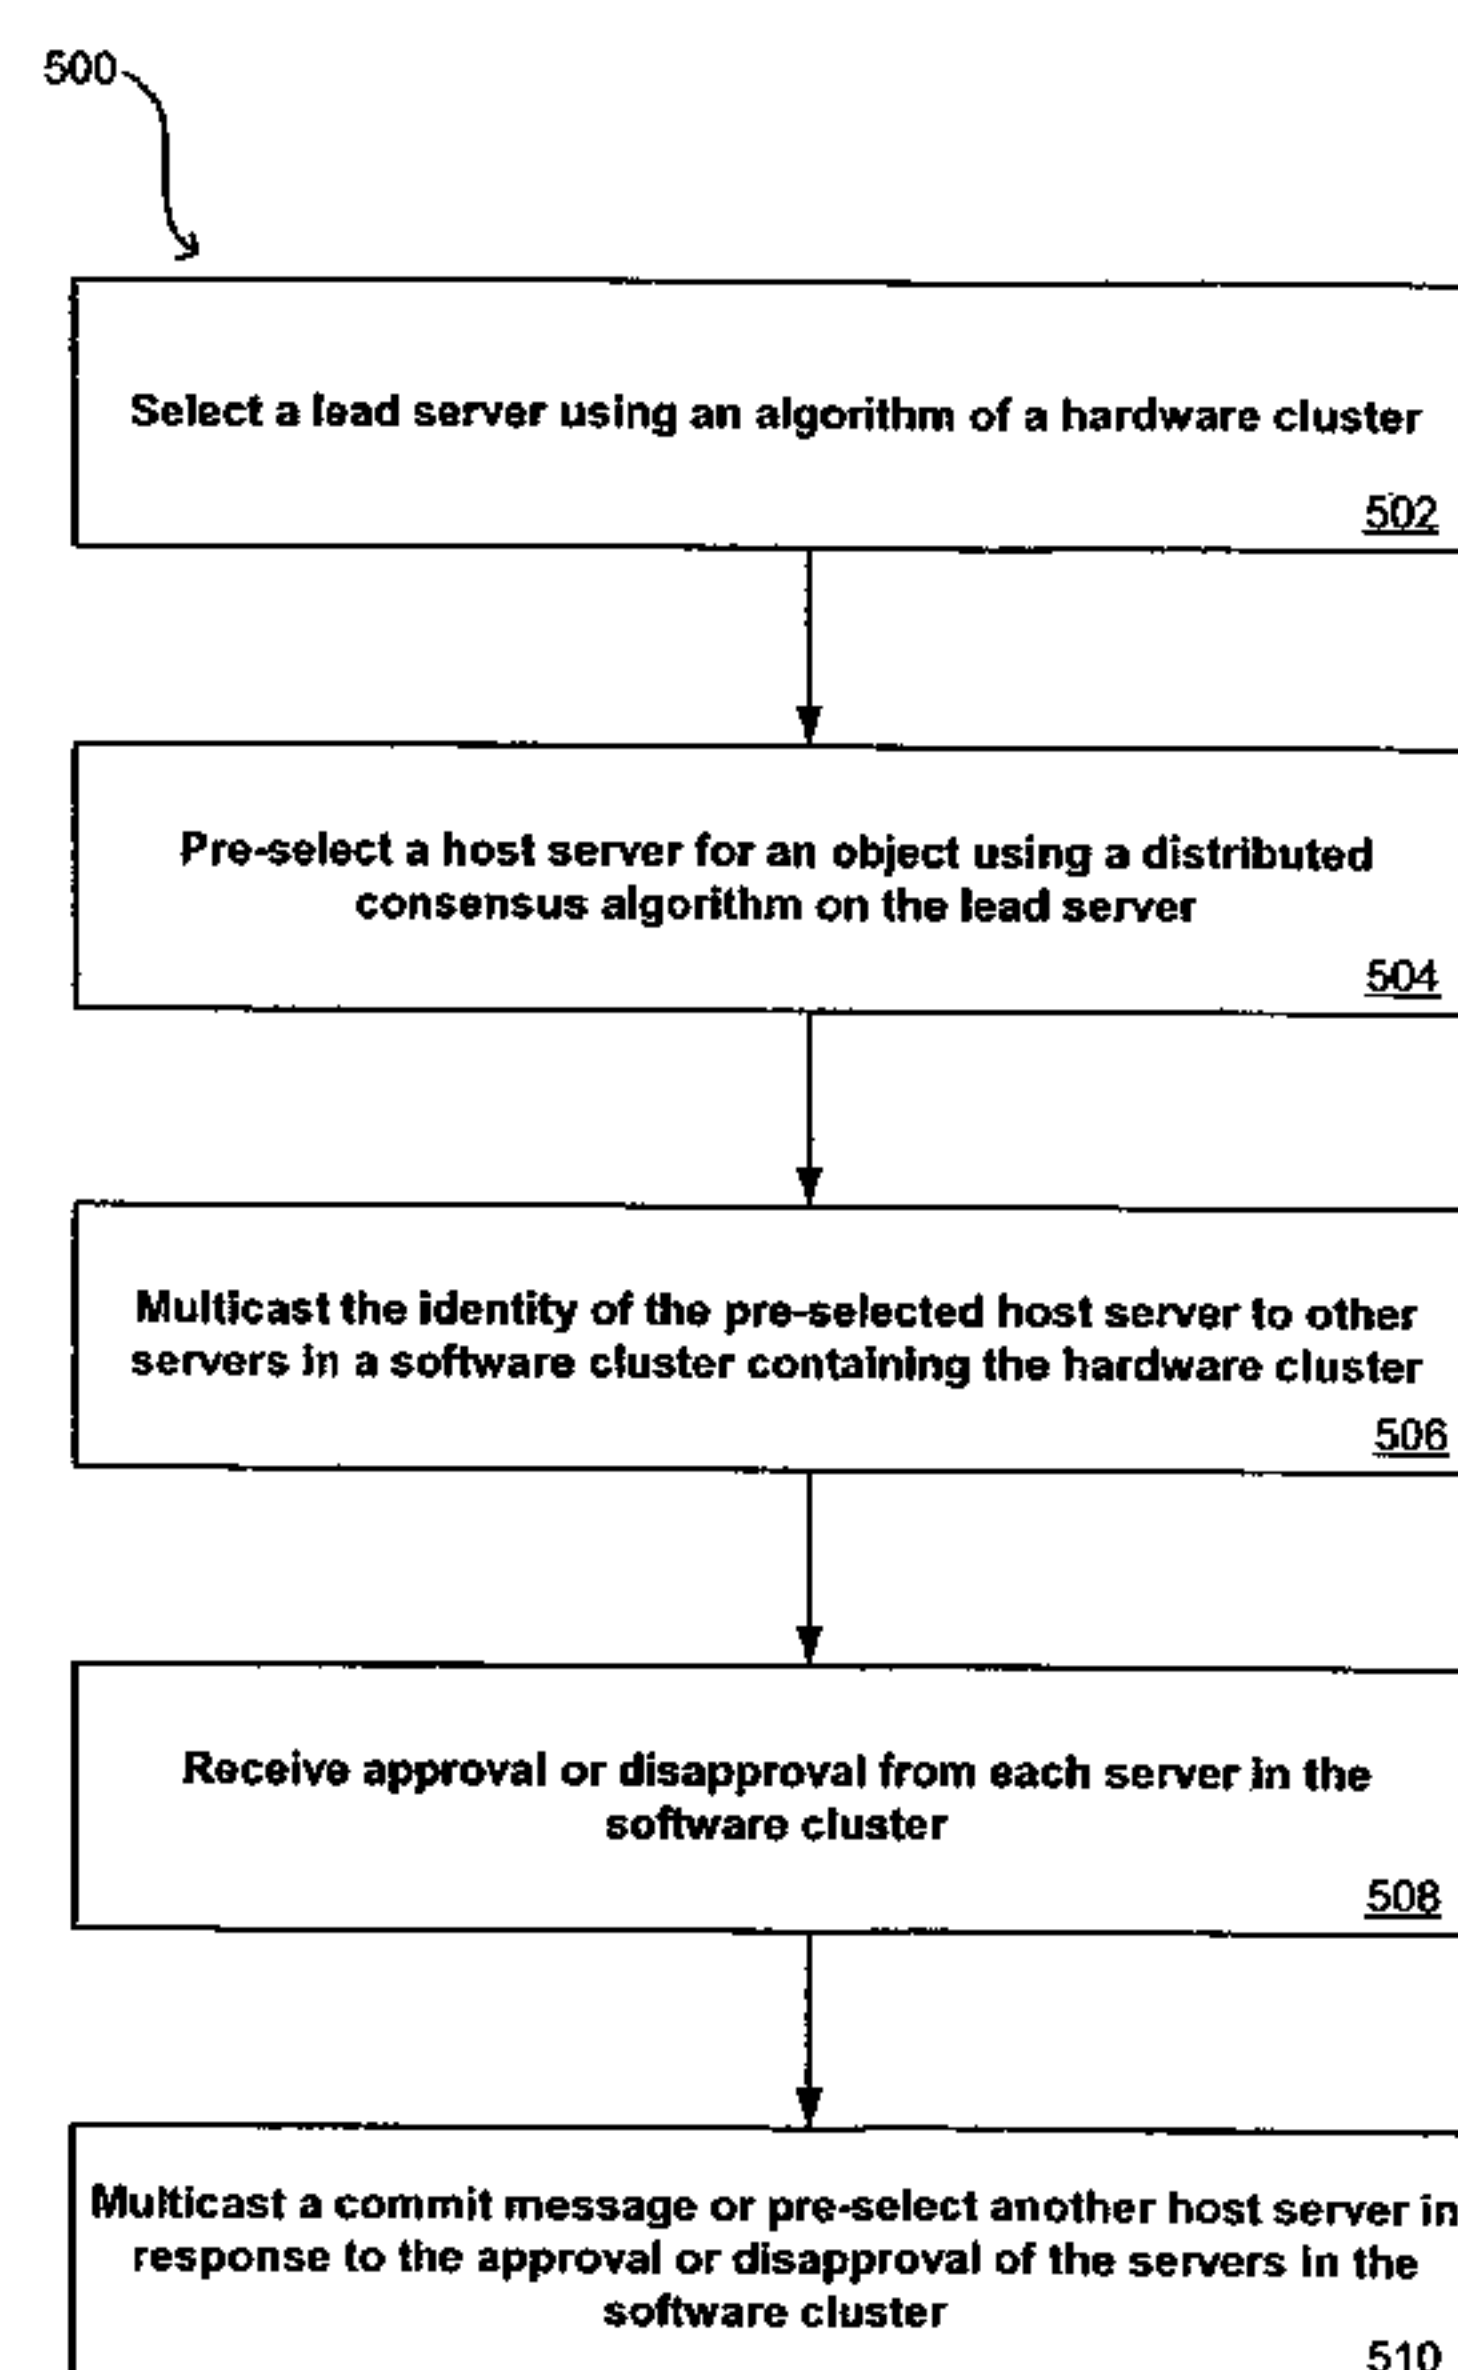 500
Select a lead server using an algorithm of a hardware cluster
502
Pre-select a host server for an object using a distributed
consensus algorithm on the lead server
504
Multicast the identity of the pre-selected host server to other
servers in a software cluster containing the hardware cluster
506
Receive approval or disapproval from each server in the
software cluster
508
Multicast a commit message or pre-select another host server in
response to the approval or disapproval of the servers in the
software cluster
510